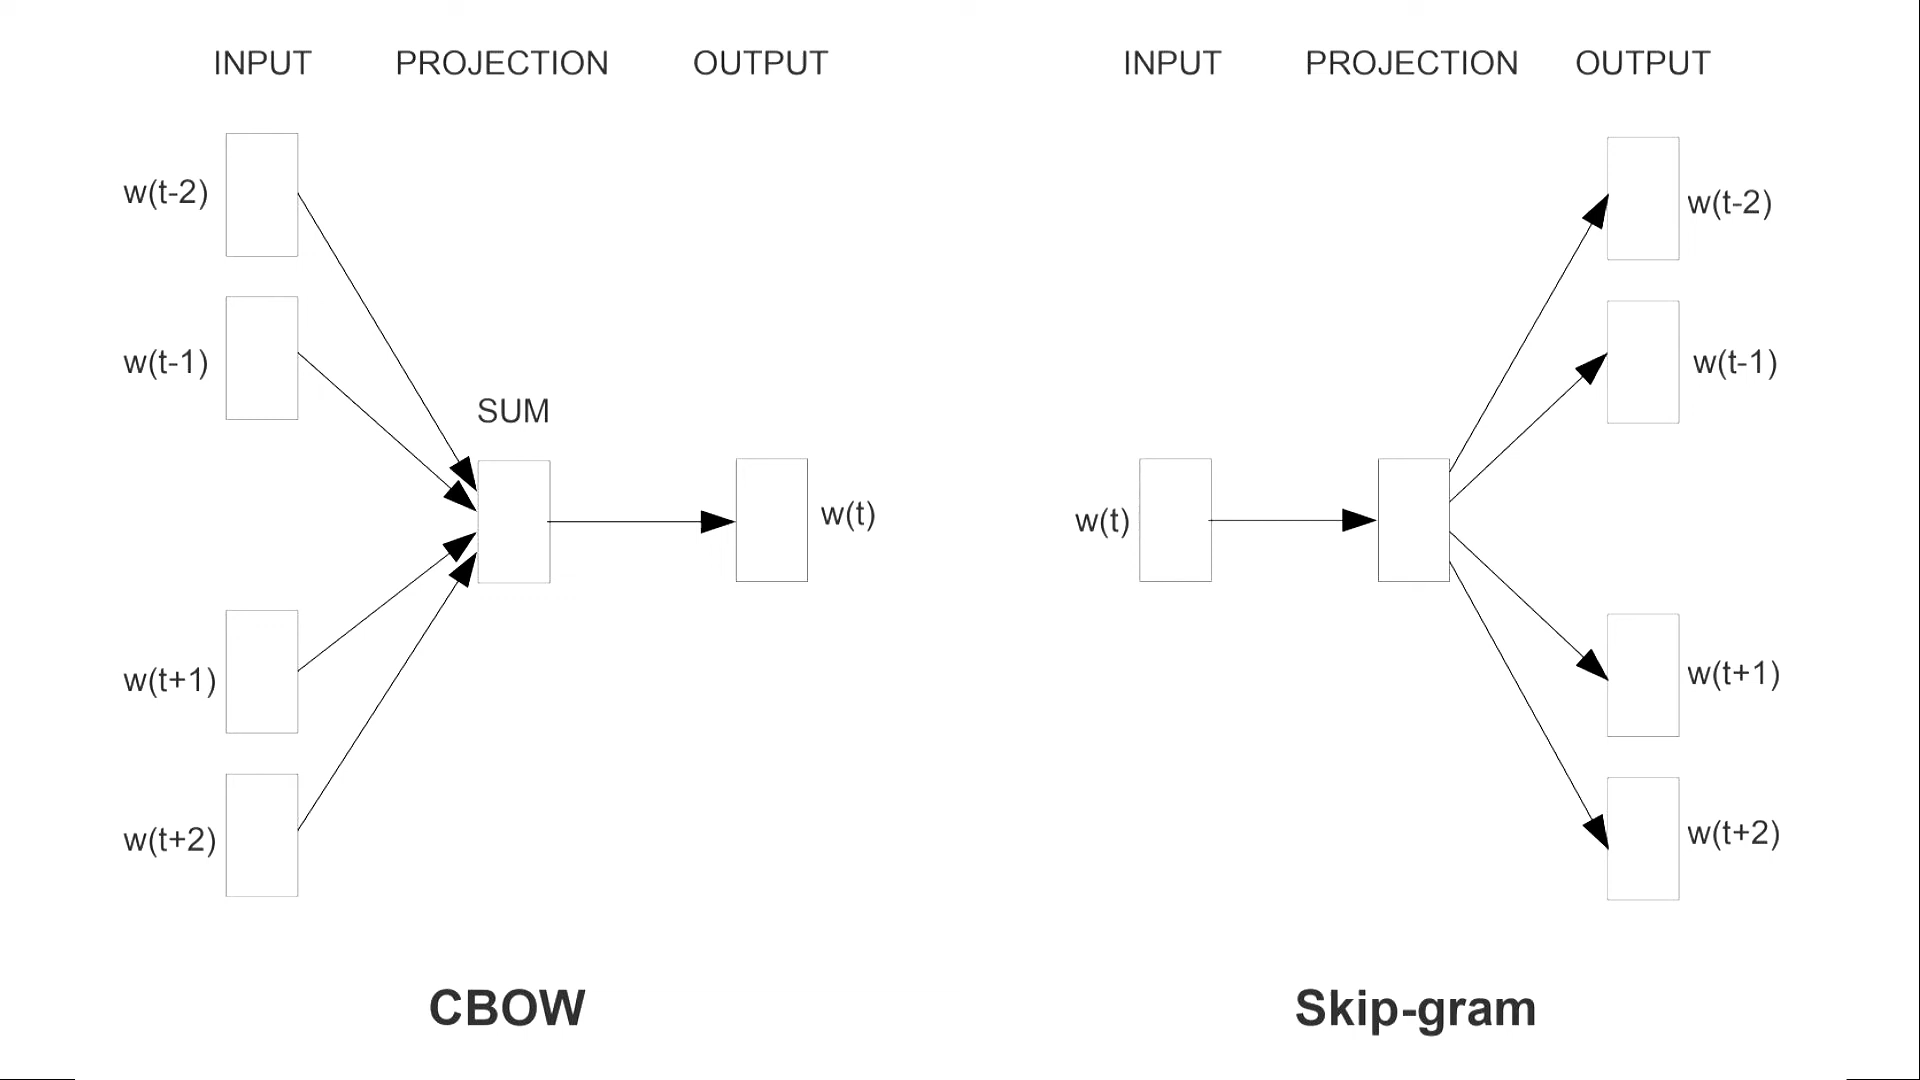 INPUT PROJECTION OUTPUT
w(t-2)
w(t-1)
SUM
w(t)
w(t+1)
w(t+2)
CBOW
INPUT PROJECTION OUTPUT
w(t-2)
w(t-1)
w(t)
w(t+1)
w(t+2)
Skip-gram